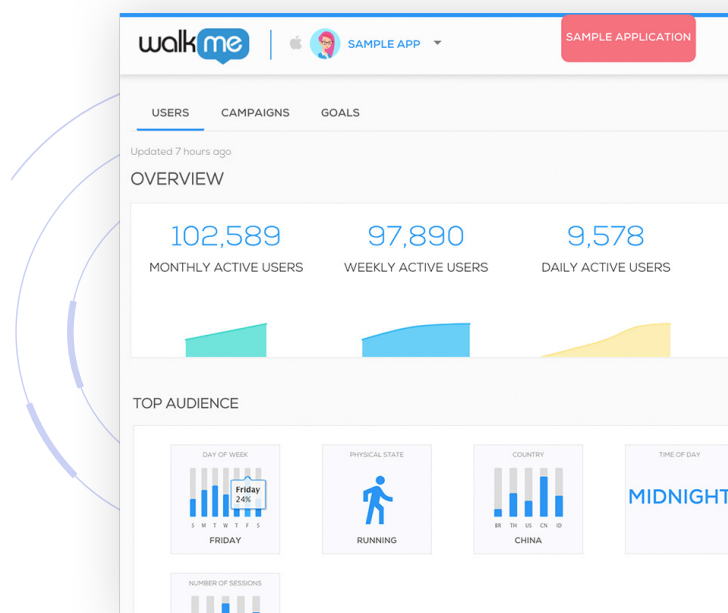 walkme
SAMPLE APP
SAMPLE APPLICATION
USERS CAMPAIGNS GOALS
Updated 7 hours ago
OVERVIEW
102,589 97,890 9,578
MONTHLY ACTIVE USERS WEEKLY ACTIVE USERS DAILY ACTIVE USERS
TOP AUDIENCE
DAY OF WEEK PHYSICAL STATE COUNTRY TIME OF DAY
Friday
24%
MIDNIGHT
S M T W T F S BR TH US CN ID
FRIDAY RUNNING CHINA
NUMBER OF SESSIONS